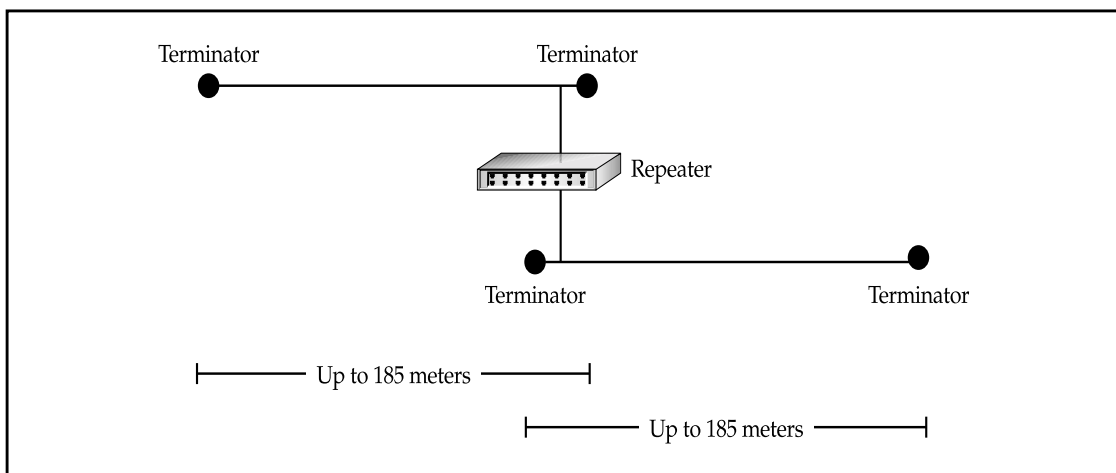 Terminator
Terminator
Repeater
Terminator
Terminator
Up to 185 meters
Up to 185 meters